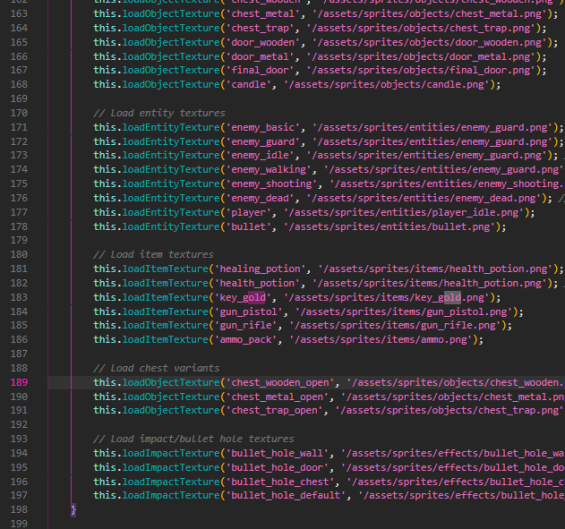 162 this.loadObjectTexture('chest_wooden', '/assets/sprites/objects/chest_wooden.png')
163 this.loadObjectTexture('chest_metal', '/assets/sprites/objects/chest_metal.png');
164 this.loadObjectTexture('chest_trap', '/assets/sprites/objects/chest_trap.png');
165 this.loadObjectTexture('door_wooden', '/assets/sprites/objects/door_wooden.png');
166 this.loadObjectTexture('door_metal', '/assets/sprites/objects/door_metal.png');
167 this.loadObjectTexture('final_door', '/assets/sprites/objects/final_door.png');
168 this.loadObjectTexture('candle', '/assets/sprites/objects/candle.png');
169
170 // Load entity textures
171 this.loadEntityTexture('enemy_basic', '/assets/sprites/entities/enemy_guard.png');
172 this.loadEntityTexture('enemy_guard', '/assets/sprites/entities/enemy_guard.png');
173 this.loadEntityTexture('enemy_idle', '/assets/sprites/entities/enemy_guard.png');
174 this.loadEntityTexture('enemy_walking', '/assets/sprites/entities/enemy_guard.png'
175 this.loadEntityTexture('enemy_shooting', '/assets/sprites/entities/enemy_shooting.
176 this.loadEntityTexture('enemy_dead', '/assets/sprites/entities/enemy_dead.png'); /
177 this.loadEntityTexture('player', '/assets/sprites/entities/player_idle.png');
178 this.loadEntityTexture('bullet', '/assets/sprites/entities/bullet.png');
179
180 // Load item textures
181 this.loadItemTexture('healing_potion', '/assets/sprites/items/health_potion.png');
182 this.loadItemTexture('health_potion', '/assets/sprites/items/health_potion.png');
183 this.loadItemTexture('key_gold', '/assets/sprites/items/key_gold.png');
184 this.loadItemTexture('gun_pistol', '/assets/sprites/items/gun_pistol.png');
185 this.loadItemTexture('gun_rifle', '/assets/sprites/items/gun_rifle.png');
186 this.loadItemTexture('ammo_pack', '/assets/sprites/items/ammo.png');
187
188 // Load chest variants
189 this.loadObjectTexture('chest_wooden_open', '/assets/sprites/objects/chest_wooden.
190 this.loadObjectTexture('chest_metal_open', '/assets/sprites/objects/chest_metal.pn
191 this.loadObjectTexture('chest_trap_open', '/assets/sprites/objects/chest_trap.png'
192
193 // Load impact/bullet hole textures
194 this.loadImpactTexture('bullet_hole_wall', '/assets/sprites/effects/bullet_hole_wa
195 this.loadImpactTexture('bullet_hole_door', '/assets/sprites/effects/bullet_hole_do
196 this.loadImpactTexture('bullet_hole_chest', '/assets/sprites/effects/bullet_hole_c
197 this.loadImpactTexture('bullet_hole_default', '/assets/sprites/effects/bullet_hole_
198 }
199